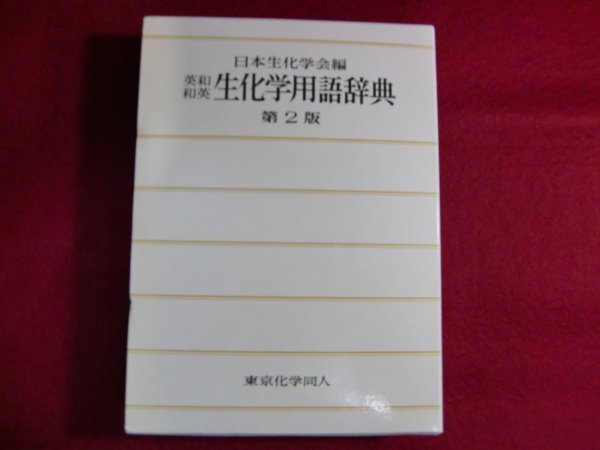 日本生化学会編
英和
和英 生化学用語辞典
第2版
東京化学同人